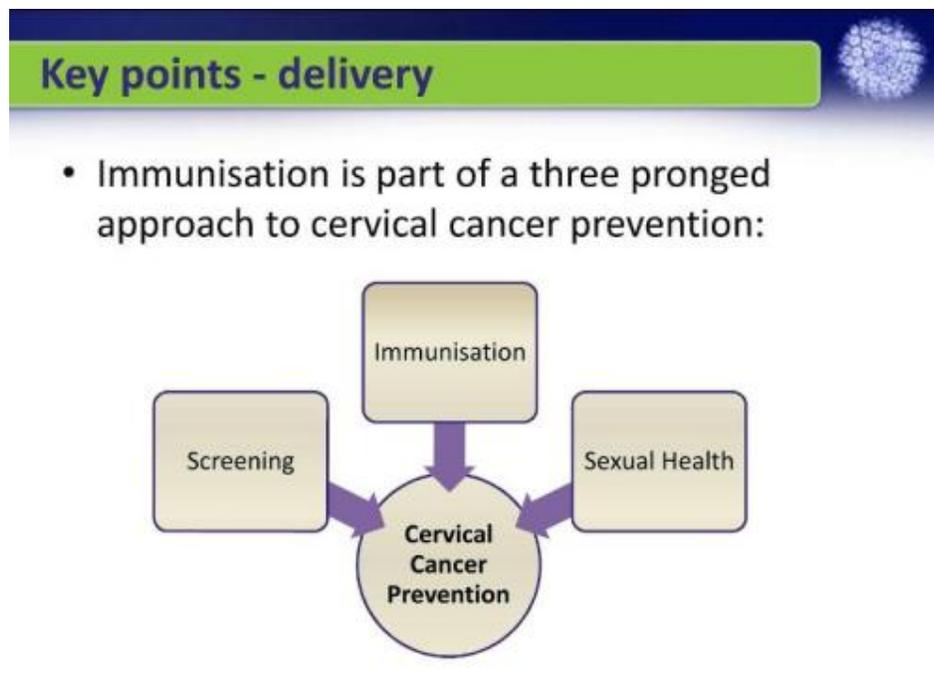 Key points - delivery
• Immunisation is part of a three pronged
approach to cervical cancer prevention:
Immunisation
Screening
Sexual Health
Cervical
Cancer
Prevention